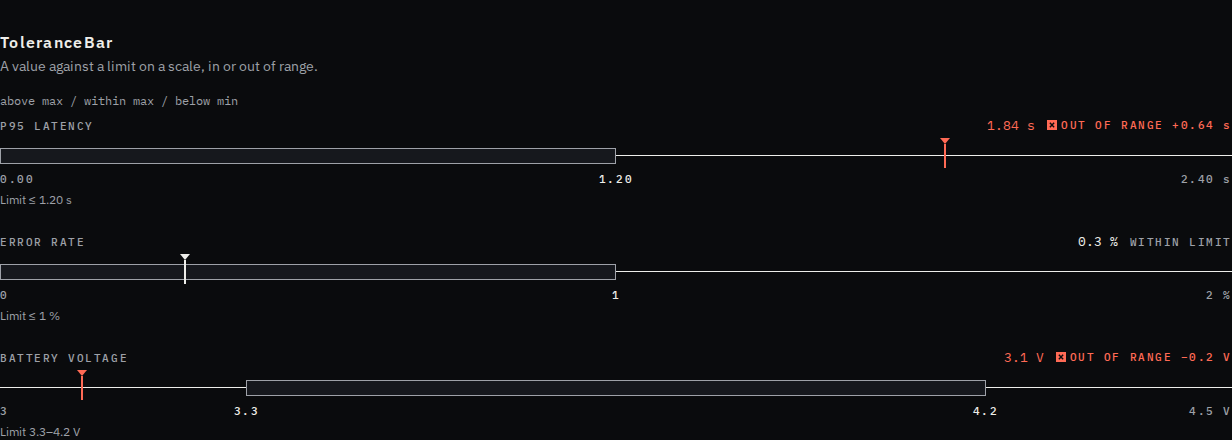 ToleranceBar
A value against a limit on a scale, in or out of range.
above max / within max / below min
P95 LATENCY 1.84 s OUT OF RANGE +0.64 s
0.00 1.20 2.40 s
Limit ≤ 1.20 s
ERROR RATE 0.3 % WITHIN LIMIT
0 1 2 %
Limit ≤ 1 %
BATTERY VOLTAGE 3.1 V OUT OF RANGE −0.2 V
3 3.3 4.2 4.5 V
Limit 3.3–4.2 V